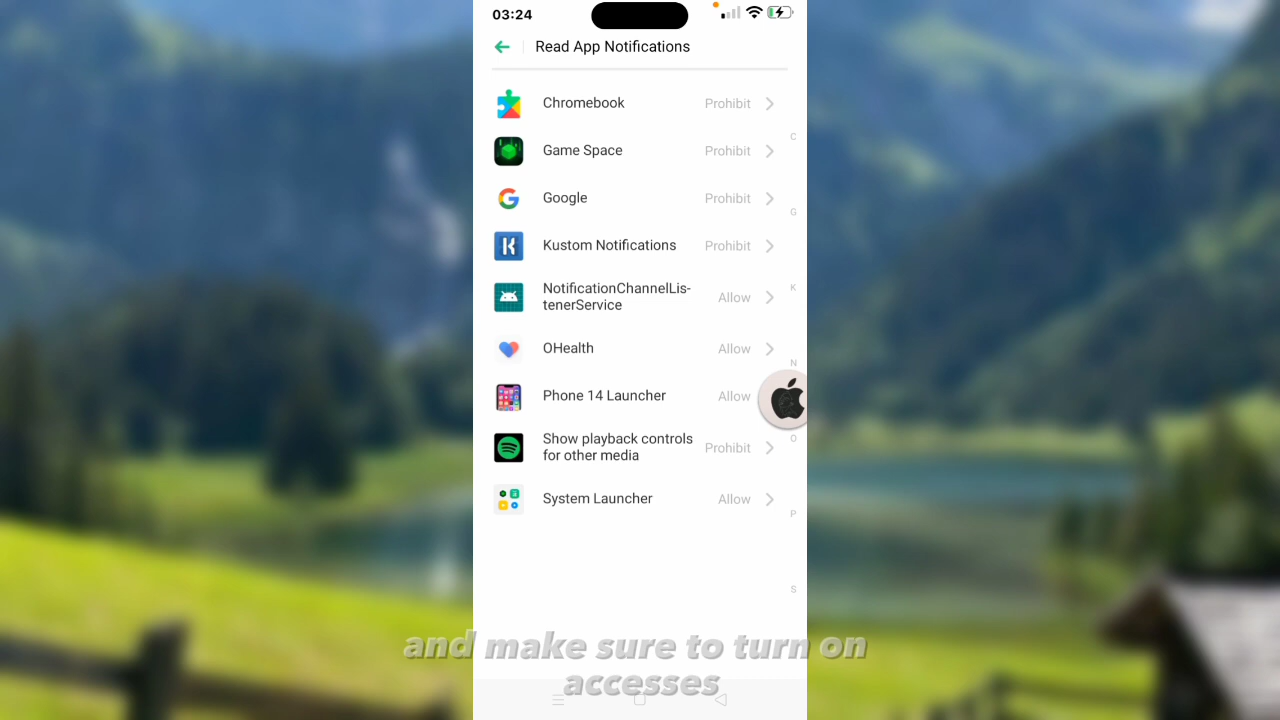 03:24
Read App Notifications
Chromebook Prohibit
C
Game Space Prohibit
Google Prohibit
G
Kustom Notifications Prohibit
K
NotificationChannelLis-
tenerService Allow
OHealth Allow
N
Phone 14 Launcher Allow
O
Show playback controls
for other media Prohibit
System Launcher Allow
P
S
and make sure to turn on
accesses